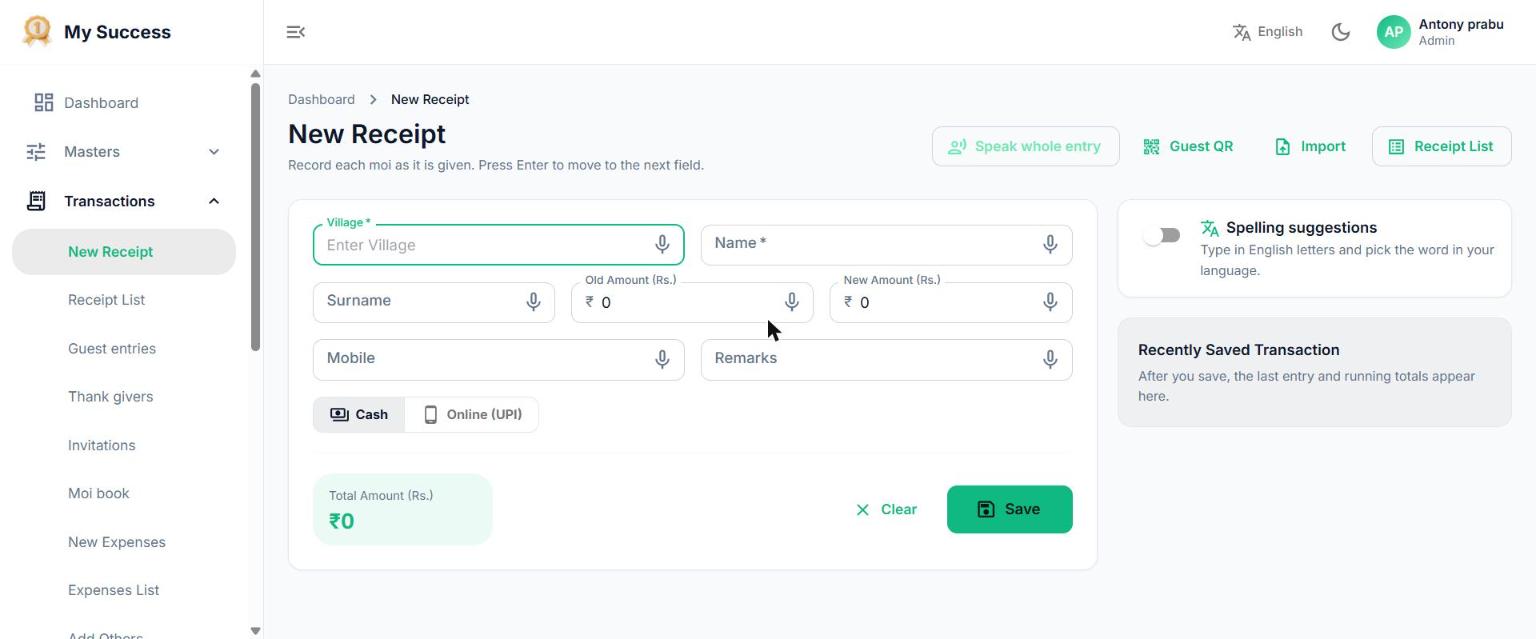 My Success
English
AP
Antony prabu
Admin
Dashboard
Masters
Transactions
New Receipt
Receipt List
Guest entries
Thank givers
Invitations
Moi book
New Expenses
Expenses List
Add Others
Dashboard > New Receipt
New Receipt
Record each moi as it is given. Press Enter to move to the next field.
Speak whole entry
Guest QR
Import
Receipt List
Village *
Enter Village
Name *
Surname
Old Amount (Rs.)
₹ 0
New Amount (Rs.)
₹ 0
Mobile
Remarks
Cash
Online (UPI)
Total Amount (Rs.)
₹0
Clear
Save
Spelling suggestions
Type in English letters and pick the word in your
language.
Recently Saved Transaction
After you save, the last entry and running totals appear
here.